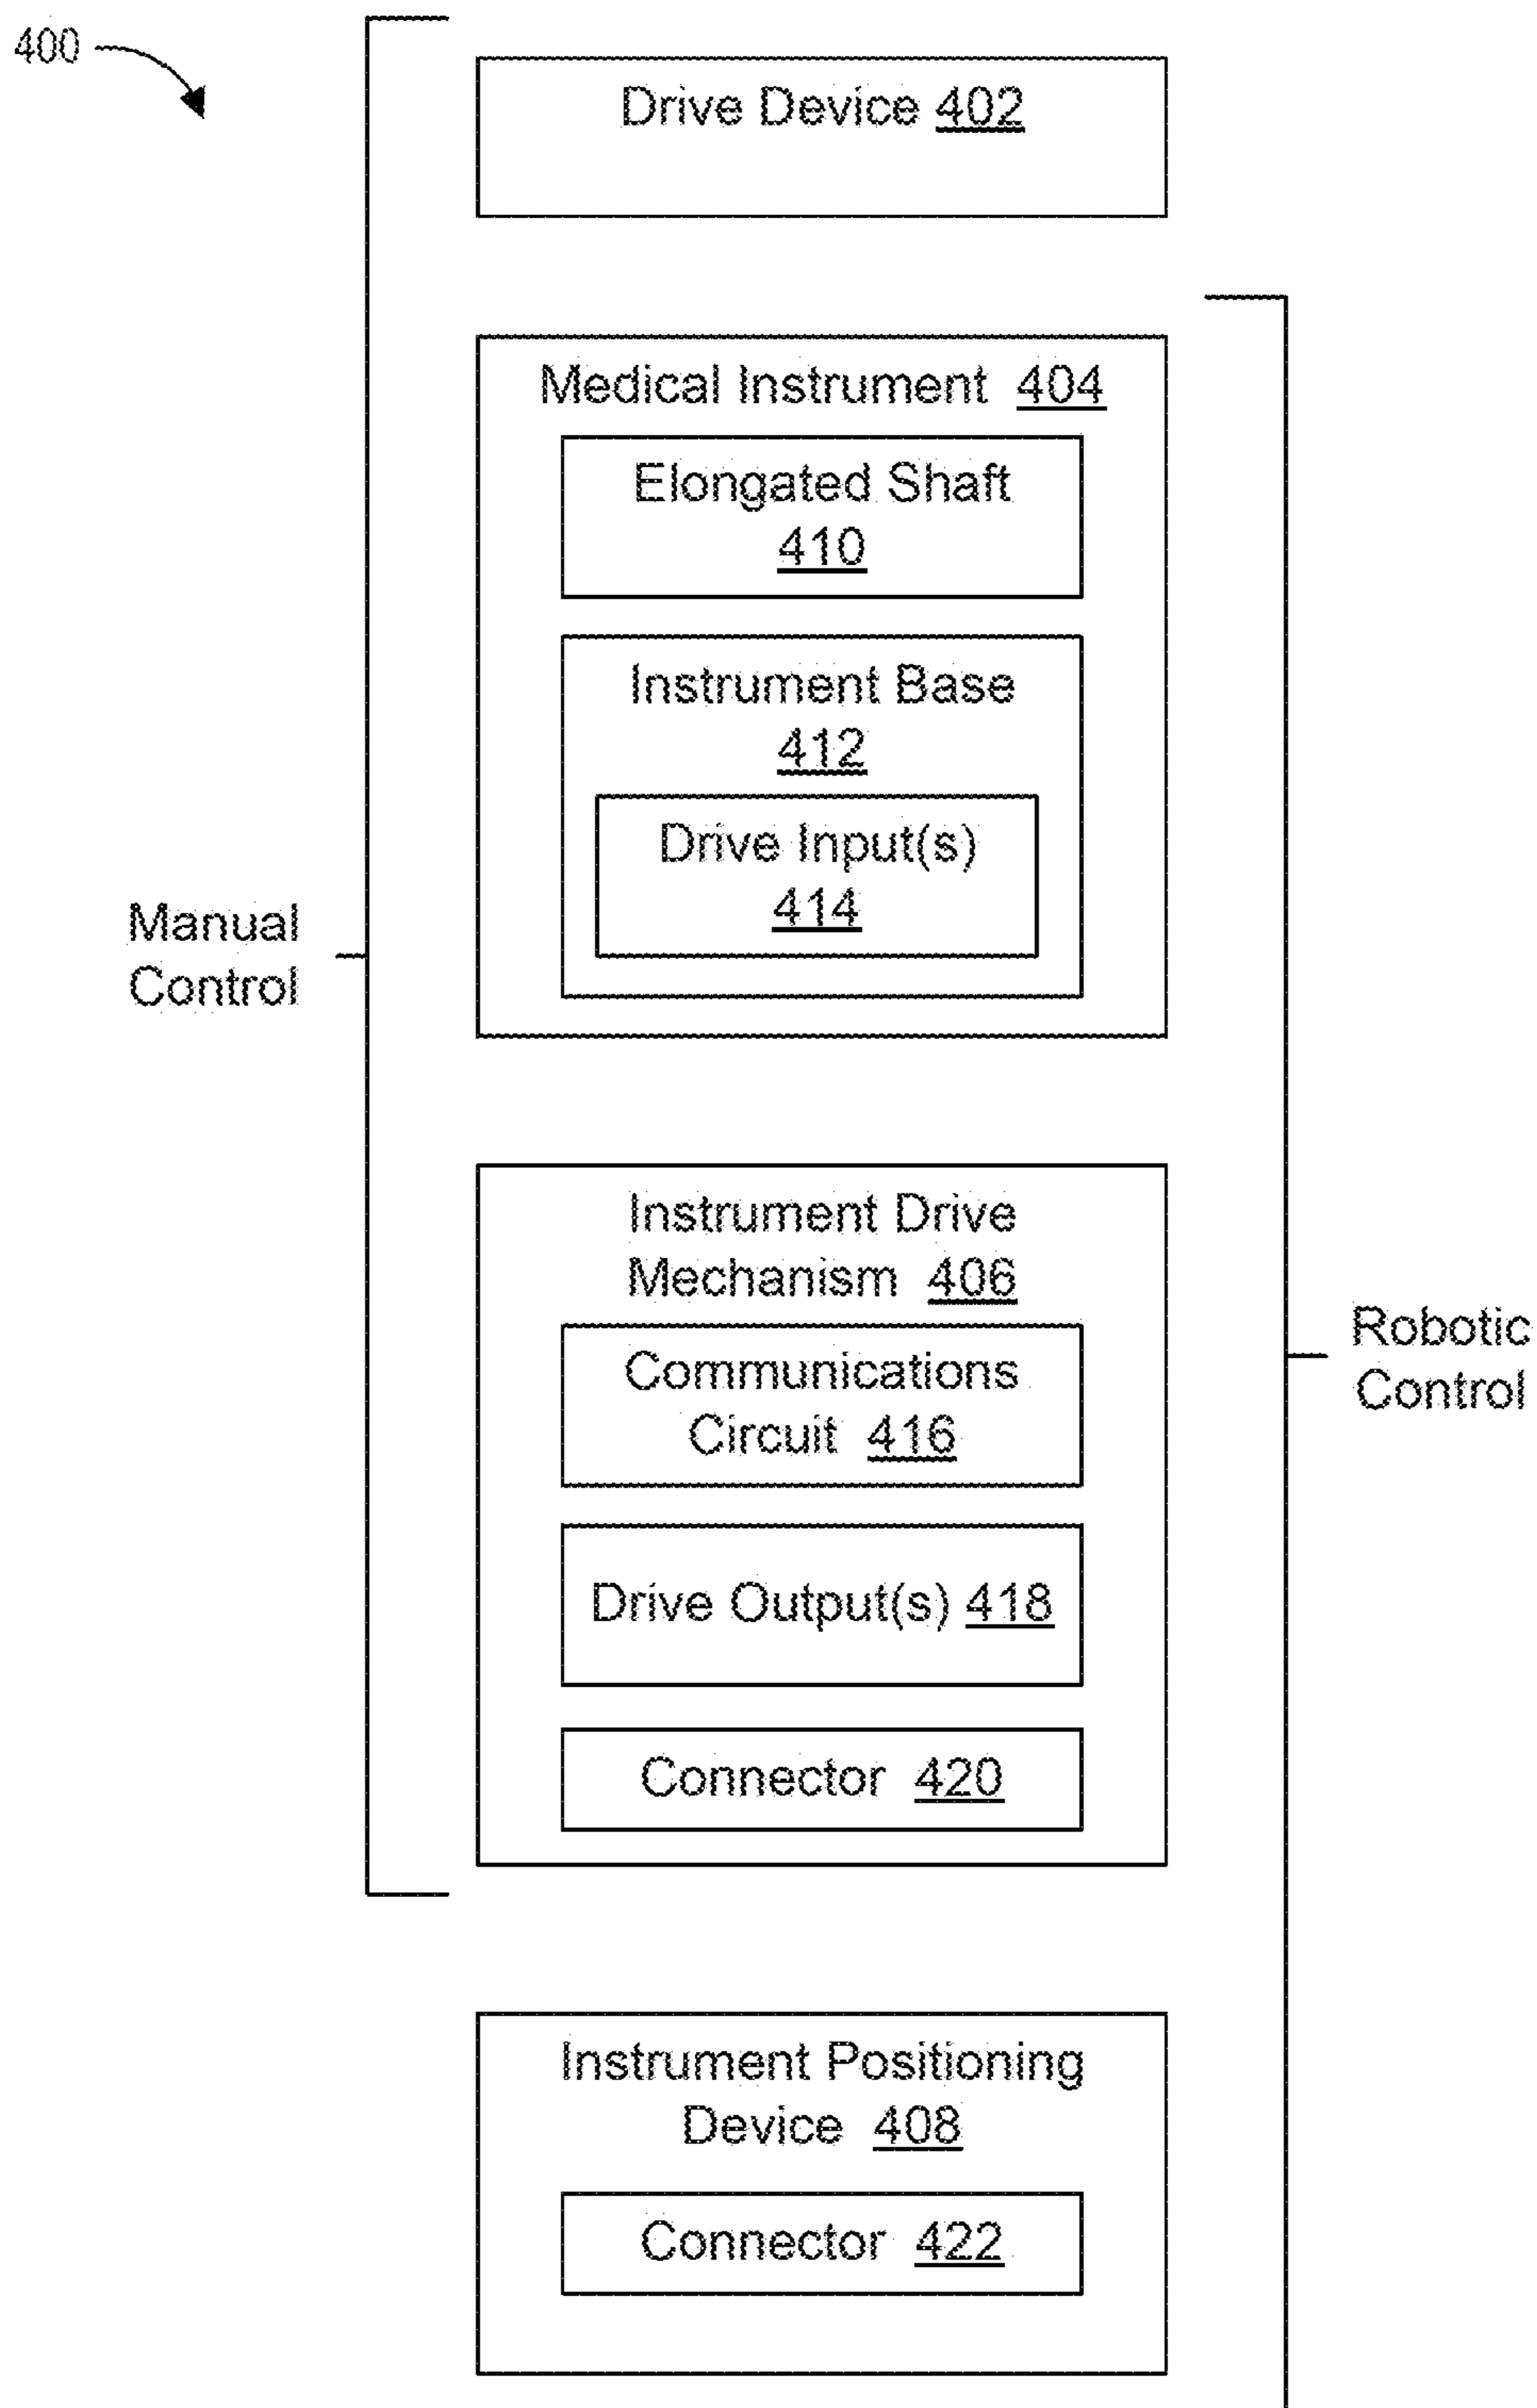 400
Drive Device 402
Medical Instrument 404
Elongated Shaft
410
Instrument Base
412
Drive Input(s)
414
Manual
Control
Instrument Drive
Mechanism 406
Communications
Circuit 416
Robotic
Control
Drive Output(s) 418
Connector 420
Instrument Positioning
Device 408
Connector 422